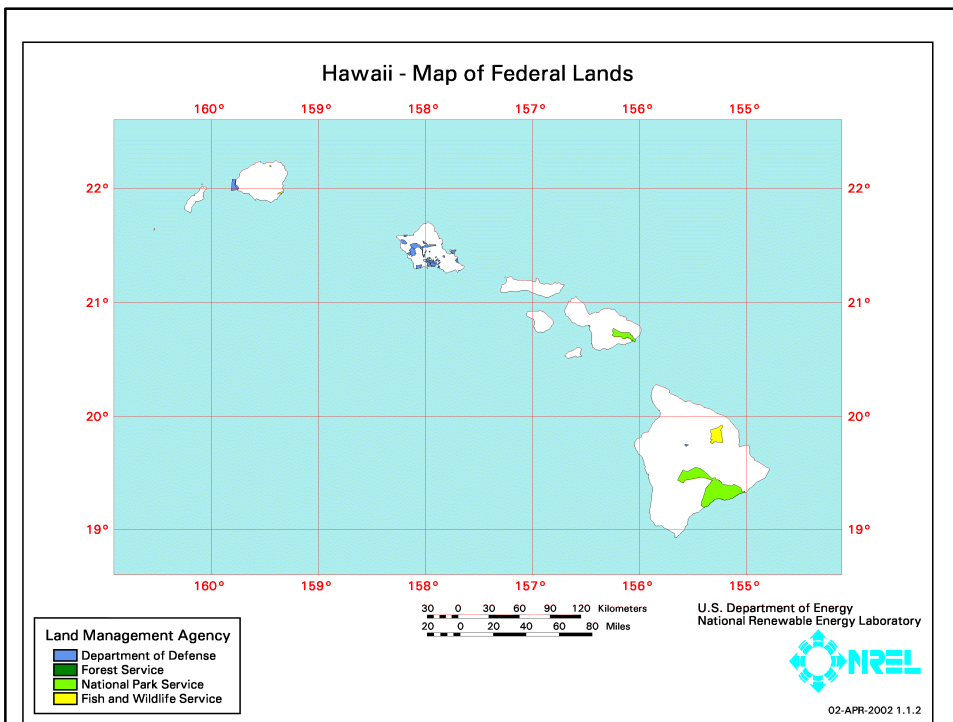 Hawaii - Map of Federal Lands
160° 159° 158° 157° 156° 155°
22° 22°
21° 21°
20° 20°
19° 19°
160° 159° 158° 157° 156° 155°
30 0 30 60 90 120 Kilometers
20 0 20 40 60 80 Miles
U.S. Department of Energy
National Renewable Energy Laboratory
Land Management Agency
Department of Defense
Forest Service
National Park Service
Fish and Wildlife Service
NREL
02-APR-2002 1.1.2